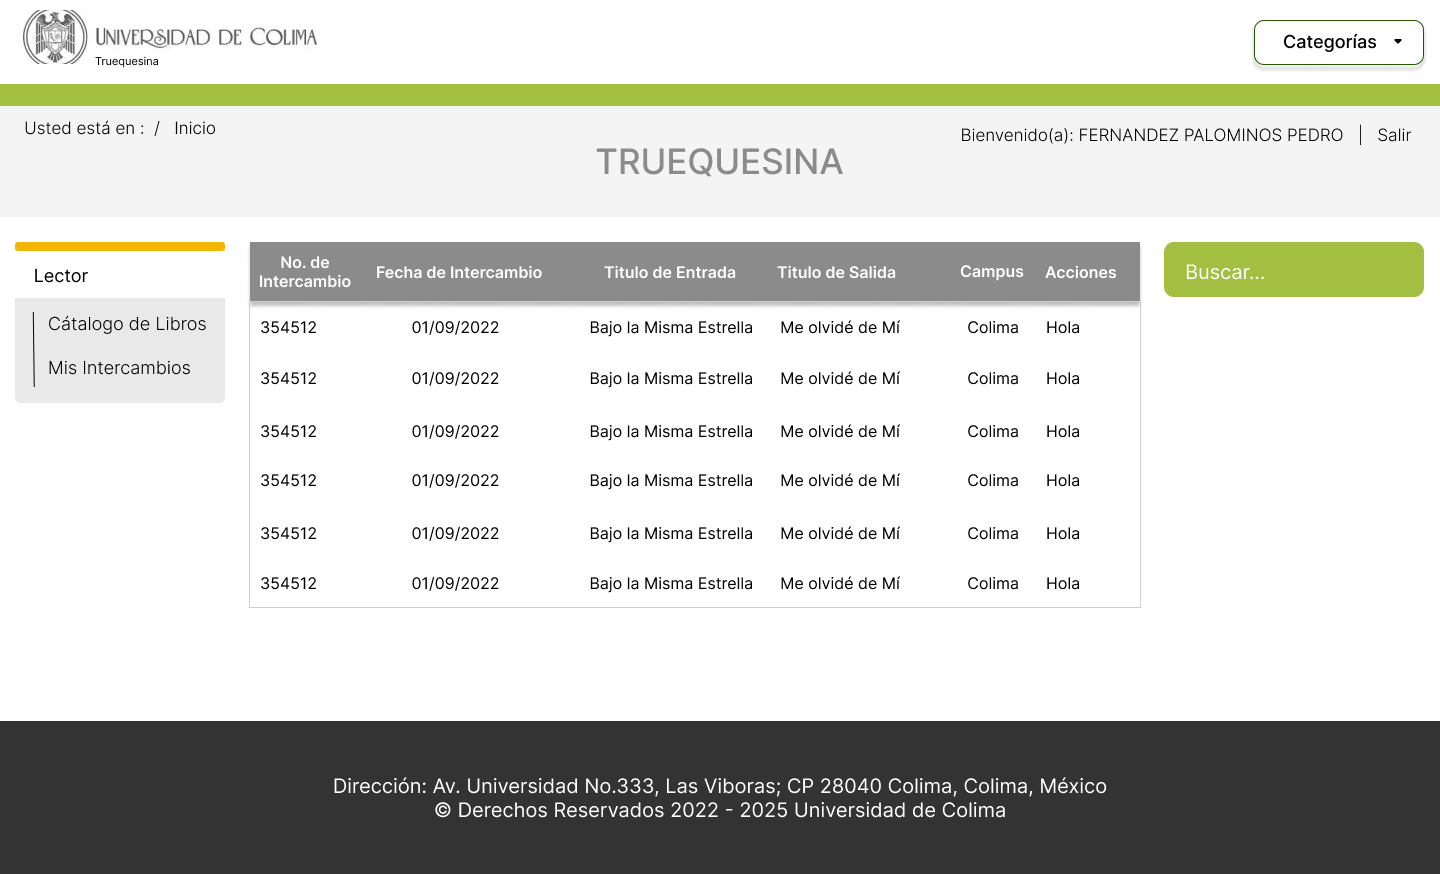 UNIVERSIDAD DE COLIMA
Truequesina
Categorías
Usted está en : / Inicio
Bienvenido(a): FERNANDEZ PALOMINOS PEDRO | Salir
TRUEQUESINA
Lector
Cátalogo de Libros
Mis Intercambios
No. de
Intercambio
Fecha de Intercambio
Titulo de Entrada
Titulo de Salida
Campus
Acciones
354512 01/09/2022 Bajo la Misma Estrella Me olvidé de Mí Colima Hola
354512 01/09/2022 Bajo la Misma Estrella Me olvidé de Mí Colima Hola
354512 01/09/2022 Bajo la Misma Estrella Me olvidé de Mí Colima Hola
354512 01/09/2022 Bajo la Misma Estrella Me olvidé de Mí Colima Hola
354512 01/09/2022 Bajo la Misma Estrella Me olvidé de Mí Colima Hola
354512 01/09/2022 Bajo la Misma Estrella Me olvidé de Mí Colima Hola
Buscar...
Dirección: Av. Universidad No.333, Las Viboras; CP 28040 Colima, Colima, México
© Derechos Reservados 2022 - 2025 Universidad de Colima